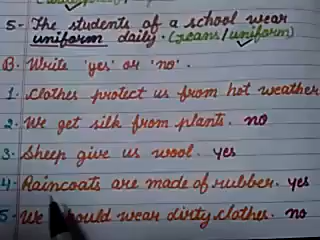 5- The students of a school wear
uniform daily. (jeans/uniform)
B. Write 'yes' or 'no'.
1. Clothes protect us from hot weather
2. We get silk from plants. no
3. Sheep give us wool. yes
4. Raincoats are made of rubber. yes
5- We should wear dirty clothes. no